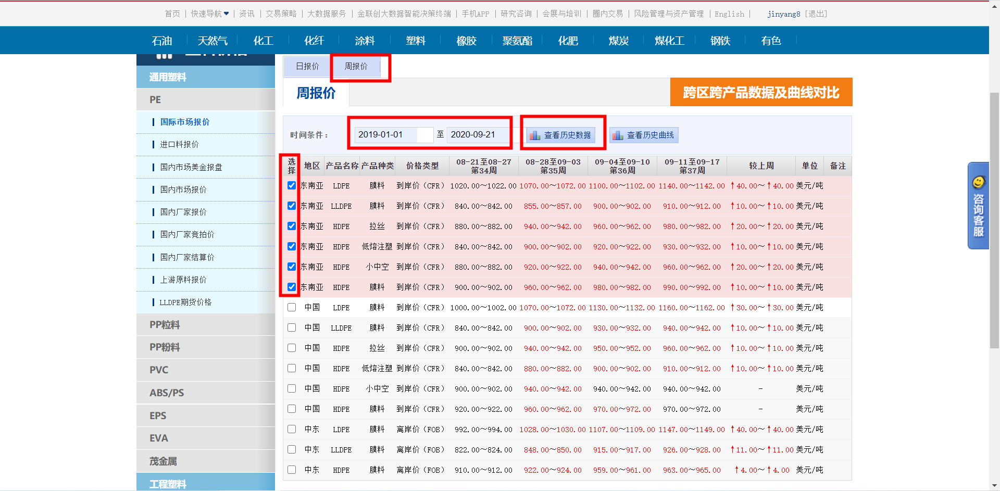 首页 | 快速导航 | 资讯 | 交易策略 | 大数据服务 | 金联创大数据智能决策终端 | 手机APP | 研究咨询 | 会展与培训 | 圈内交易 | 风险管理与资产管理 | English | jinyang8 [退出]
石油 天然气 化工 化纤 涂料 塑料 橡胶 聚氨酯 化肥 煤炭 煤化工 钢铁 有色
通用塑料
PE
国际市场报价
进口料报价
国内市场美金报盘
国内市场报价
国内厂家报价
国内厂家竞拍价
国内厂家结算价
上游原料报价
LLDPE期货价格
PP粒料
PP粉料
PVC
ABS/PS
EPS
EVA
茂金属
工程塑料
日报价 周报价
周报价 跨区跨产品数据及曲线对比
时间条件： 2019-01-01 至 2020-09-21 查看历史数据 查看历史曲线
选择 地区 产品名称 产品种类 价格类型 08-21至08-27 第34周 08-28至09-03 第35周 09-04至09-10 第36周 09-11至09-17 第37周 较上周 单位 备注
东南亚 LDPE 膜料 到岸价（CFR） 1020.00～1022.00 1070.00～1072.00 1100.00～1102.00 1140.00～1142.00 ↑40.00～↑40.00 美元/吨
东南亚 LLDPE 膜料 到岸价（CFR） 840.00～842.00 855.00～857.00 900.00～902.00 910.00～912.00 ↑10.00～↑10.00 美元/吨
东南亚 HDPE 拉丝 到岸价（CFR） 880.00～882.00 940.00～942.00 960.00～962.00 980.00～982.00 ↑20.00～↑20.00 美元/吨
东南亚 HDPE 低熔注塑 到岸价（CFR） 840.00～842.00 900.00～902.00 920.00～922.00 930.00～932.00 ↑10.00～↑10.00 美元/吨
东南亚 HDPE 小中空 到岸价（CFR） 880.00～882.00 920.00～922.00 940.00～942.00 960.00～962.00 ↑20.00～↑20.00 美元/吨
东南亚 HDPE 膜料 到岸价（CFR） 900.00～902.00 960.00～962.00 980.00～982.00 990.00～992.00 ↑10.00～↑10.00 美元/吨
中国 LDPE 膜料 到岸价（CFR） 1000.00～1002.00 1070.00～1072.00 1130.00～1132.00 1160.00～1162.00 ↑30.00～↑30.00 美元/吨
中国 LLDPE 膜料 到岸价（CFR） 840.00～842.00 900.00～902.00 930.00～932.00 940.00～942.00 ↑10.00～↑10.00 美元/吨
中国 HDPE 拉丝 到岸价（CFR） 900.00～902.00 940.00～942.00 950.00～952.00 960.00～962.00 ↑10.00～↑10.00 美元/吨
中国 HDPE 低熔注塑 到岸价（CFR） 840.00～842.00 880.00～882.00 900.00～902.00 910.00～912.00 ↑10.00～↑10.00 美元/吨
中国 HDPE 小中空 到岸价（CFR） 900.00～902.00 940.00～942.00 940.00～942.00 940.00～942.00 - 美元/吨
中国 HDPE 膜料 到岸价（CFR） 920.00～922.00 960.00～962.00 970.00～972.00 970.00～972.00 - 美元/吨
中东 LDPE 膜料 离岸价（FOB） 992.00～994.00 1028.00～1030.00 1107.00～1109.00 1147.00～1149.00 ↑40.00～↑40.00 美元/吨
中东 LLDPE 膜料 离岸价（FOB） 822.00～824.00 848.00～850.00 915.00～917.00 926.00～928.00 ↑11.00～↑11.00 美元/吨
中东 HDPE 膜料 离岸价（FOB） 910.00～912.00 922.00～924.00 959.00～961.00 963.00～965.00 ↑4.00～↑4.00 美元/吨
咨询客服